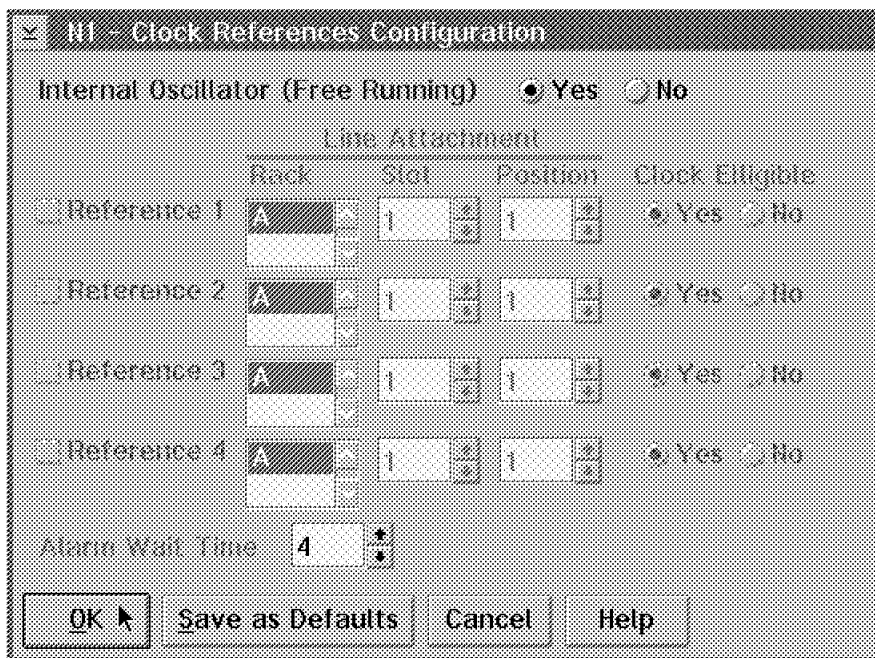 N1 - Clock References Configuration
Internal Oscillator (Free Running) Yes No
Line Attachment
Rack Slot Position Clock Elligible
Reference 1 A 1 1 Yes No
Reference 2 A 1 1 Yes No
Reference 3 A 1 1 Yes No
Reference 4 A 1 1 Yes No
Alarm Wait Time 4
OK Save as Defaults Cancel Help